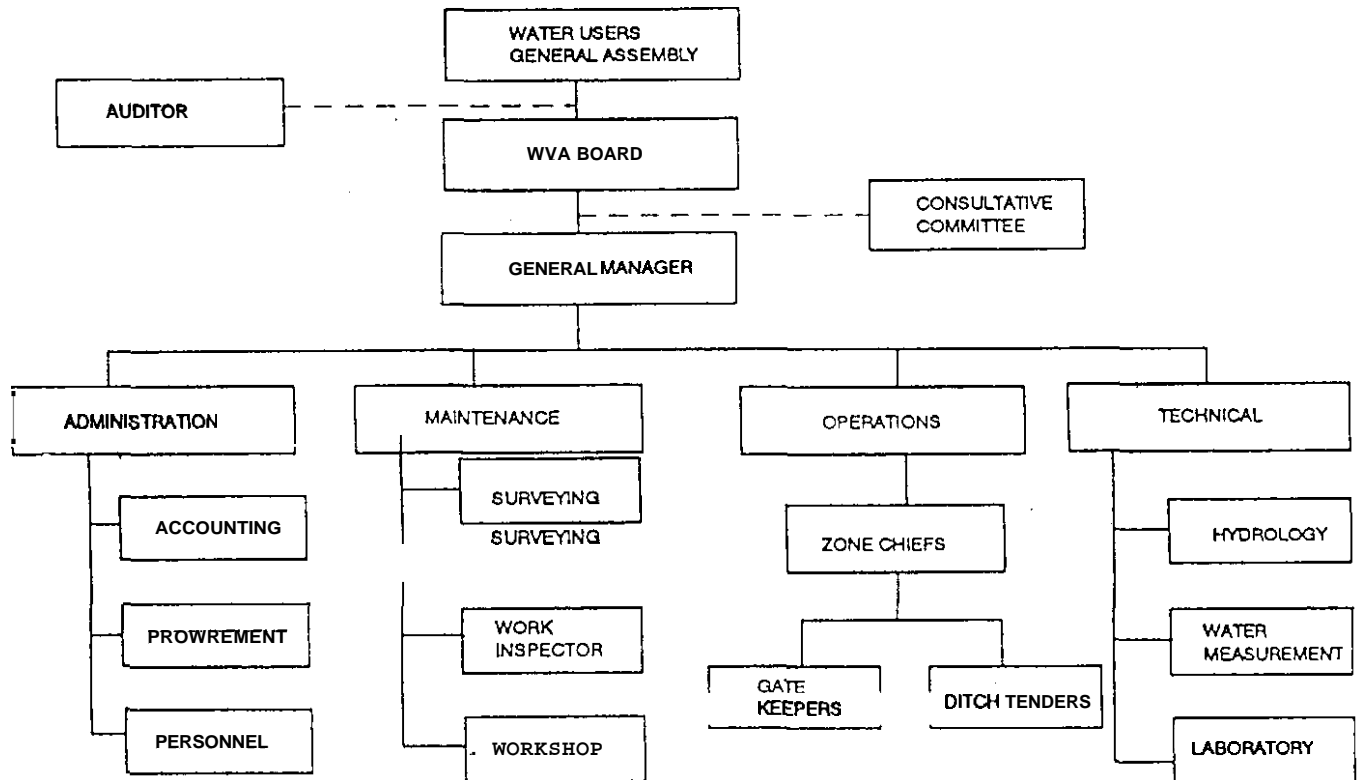 WATER USERS
GENERAL ASSEMBLY
AUDITOR
WVA BOARD
CONSULTATIVE
COMMITTEE
GENERAL MANAGER
ADMINISTRATION
MAINTENANCE
OPERATIONS
TECHNICAL
ACCOUNTING
PROWREMENT
PERSONNEL
SURVEYING
SURVEYING
WORK
INSPECTOR
WORKSHOP
ZONE CHIEFS
GATE
KEEPERS
DITCH TENDERS
HYDROLOGY
WATER
MEASUREMENT
LABORATORY